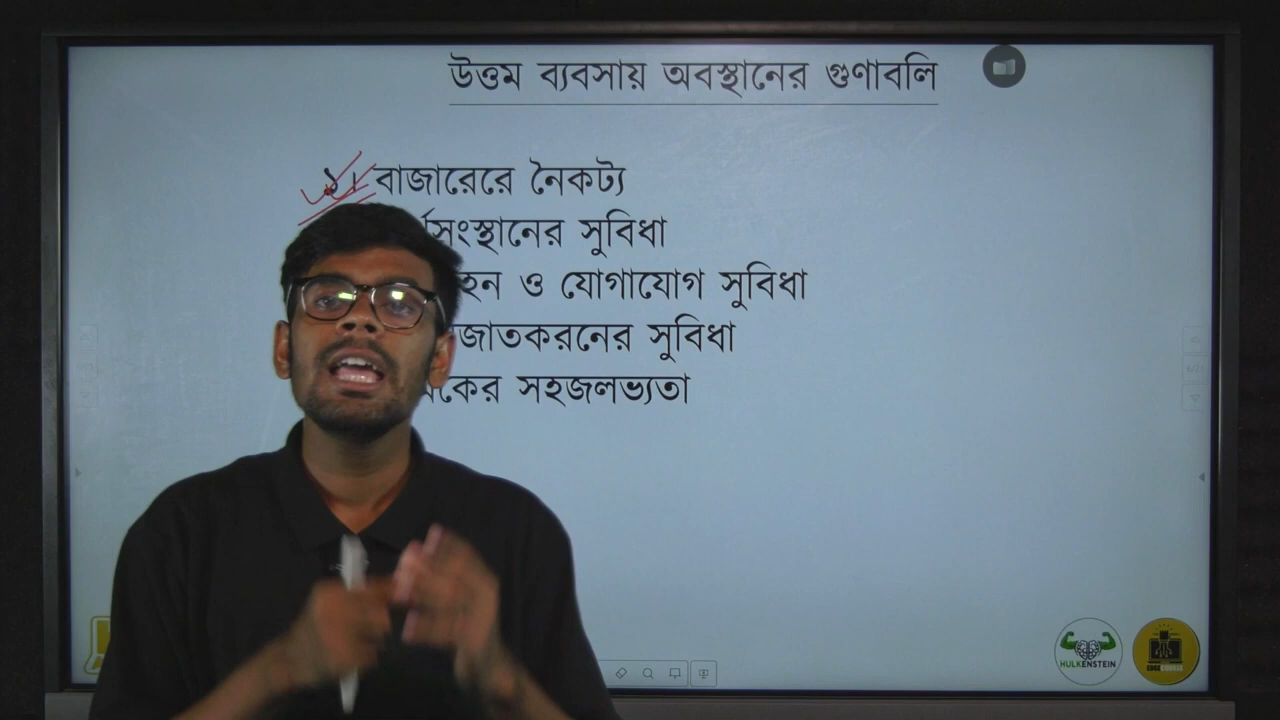 উত্তম ব্যবসায় অবস্থানের গুণাবলি
১। বাজারেরে নৈকট্য
সুবিধা
ও যোগাযোগ সুবিধা
সুবিধা
সহজলভ্যতা
HULKENSTEIN